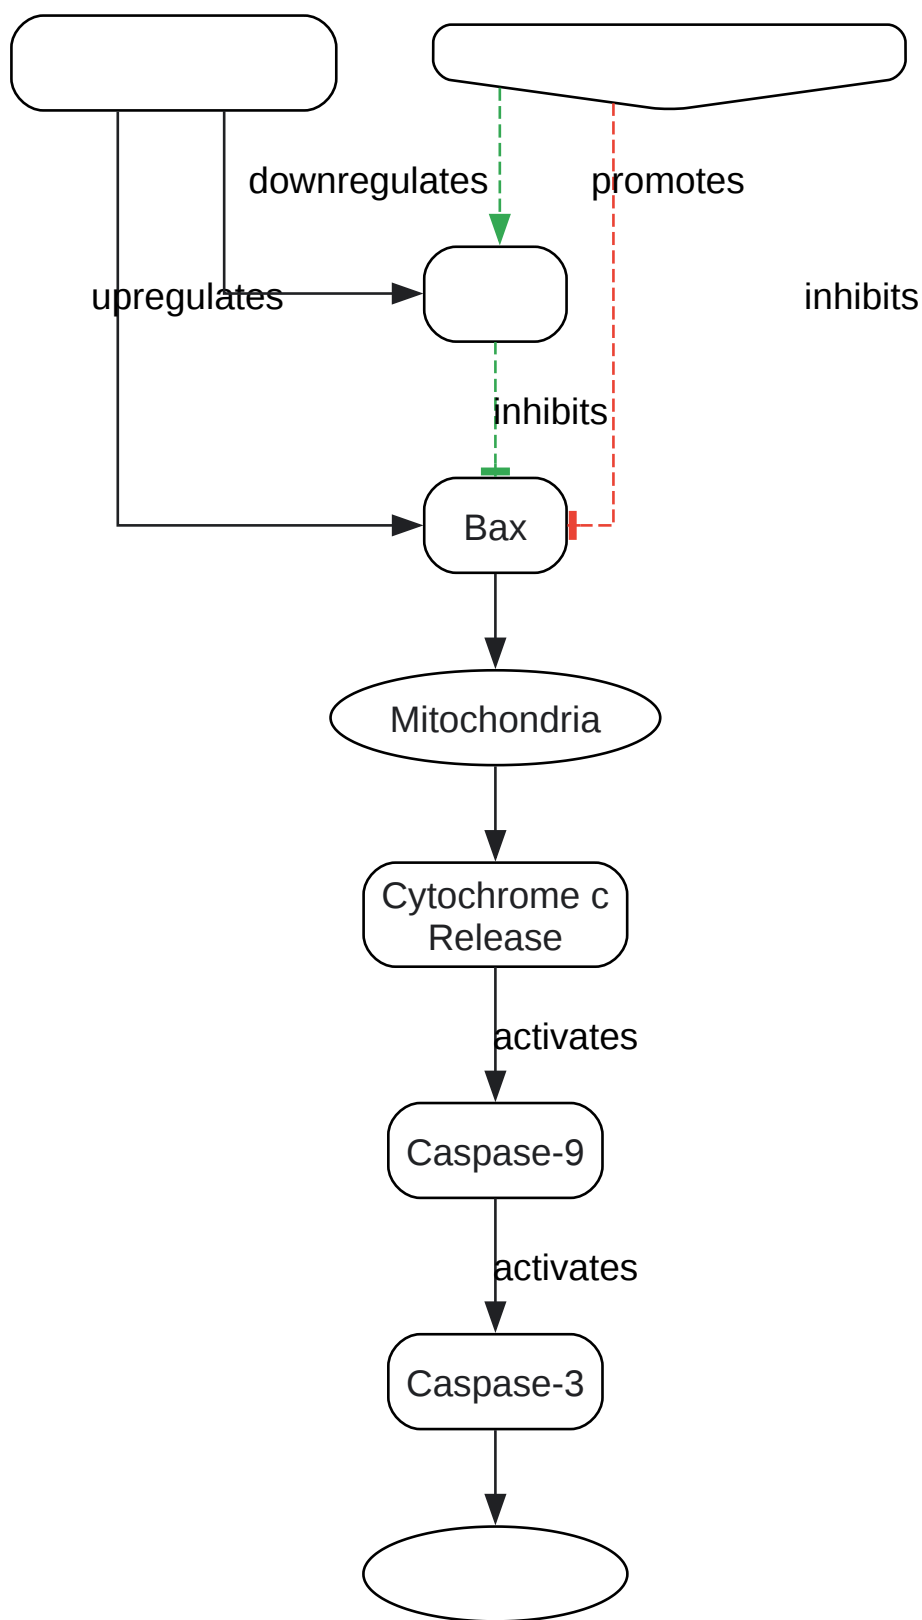 downregulates
promotes
upregulates
inhibits
inhibits
Bax
Mitochondria
Cytochrome c
Release
activates
Caspase-9
activates
Caspase-3